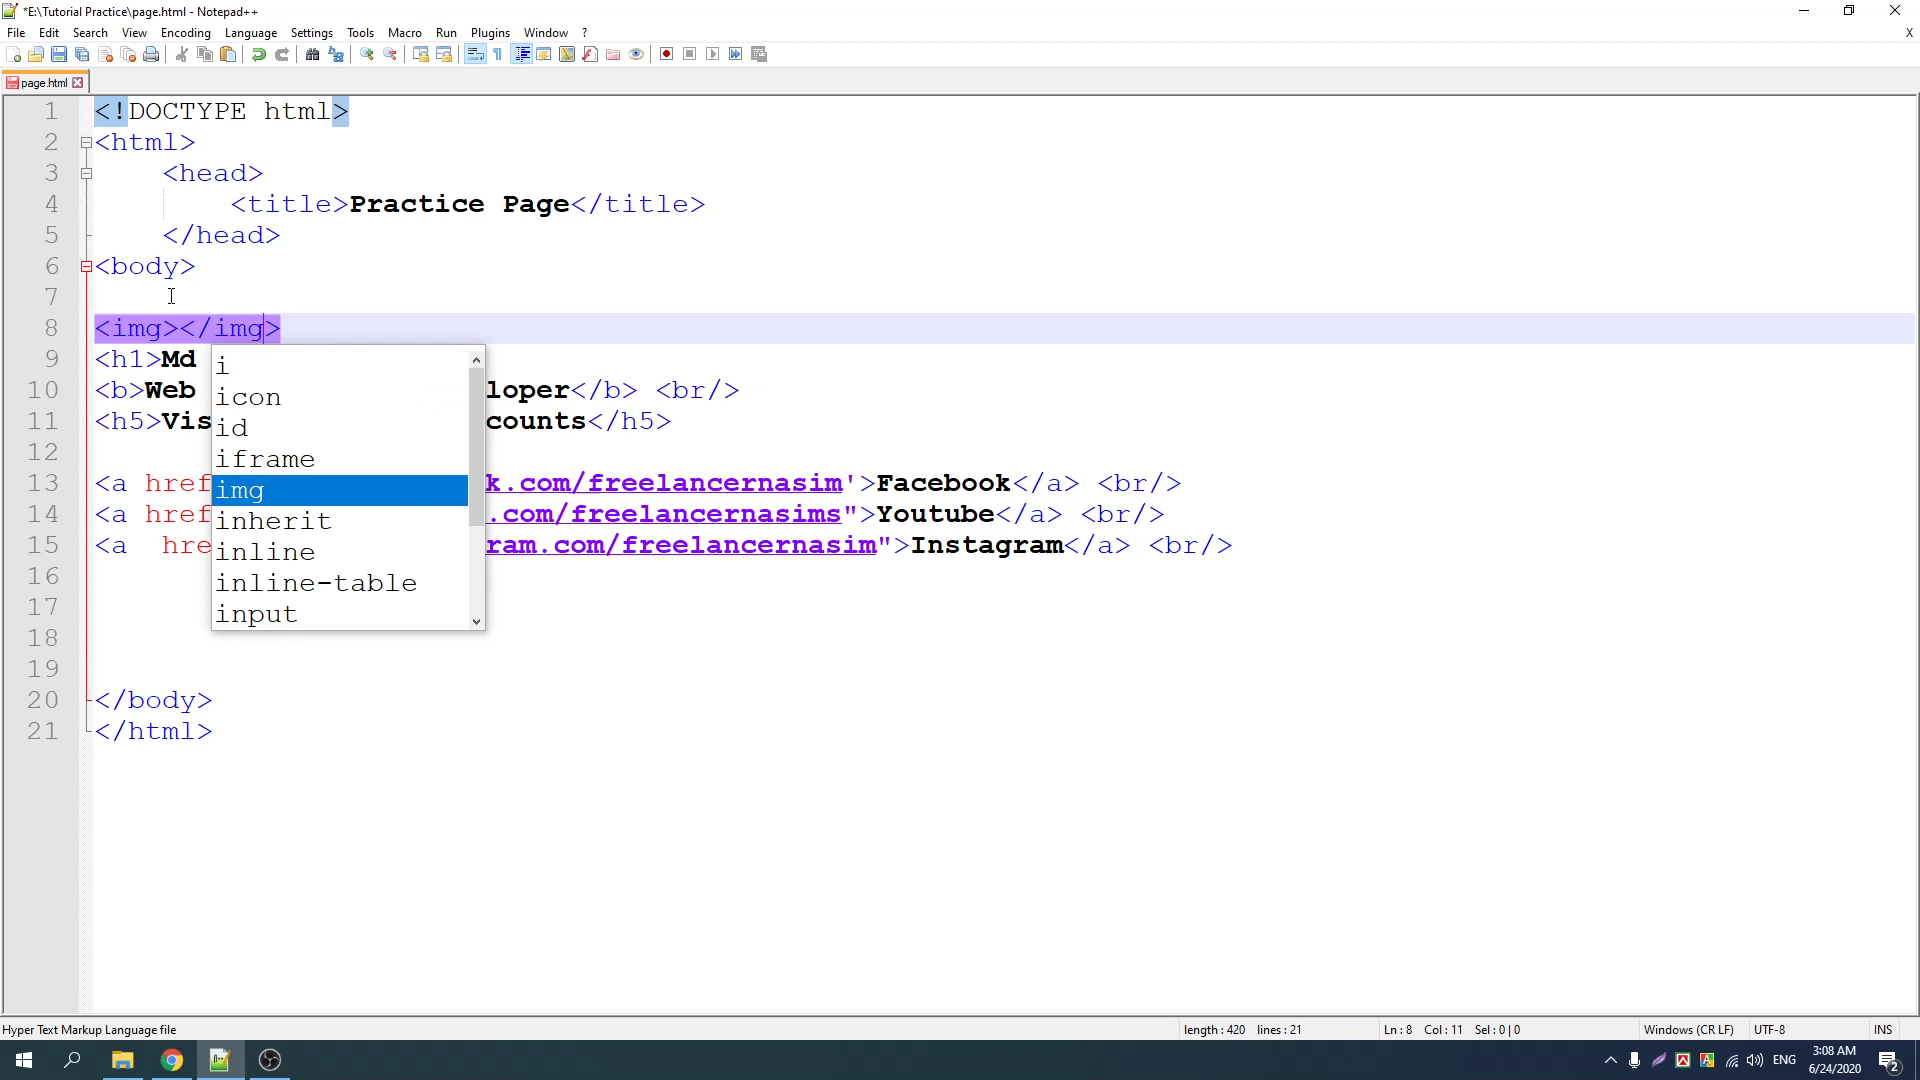 *E:\Tutorial Practice\page.html - Notepad++
File Edit Search View Encoding Language Settings Tools Macro Run Plugins Window ? X
page.html
1 <!DOCTYPE html>
2 <html>
3 <head>
4 <title>Practice Page</title>
5 </head>
6 <body>
7
8 <img></img>
9 <h1>Md
10 <b>Web loper</b> <br/>
11 <h5>Vis counts</h5>
12
13 <a href k.com/freelancernasim'>Facebook</a> <br/>
14 <a href .com/freelancernasims">Youtube</a> <br/>
15 <a hre ram.com/freelancernasim">Instagram</a> <br/>
16
17
18
19
20 </body>
21 </html>
i
icon
id
iframe
img
inherit
inline
inline-table
input
Hyper Text Markup Language file length : 420 lines : 21 Ln : 8 Col : 11 Sel : 0 | 0 Windows (CR LF) UTF-8 INS
ENG 3:08 AM
6/24/2020 2